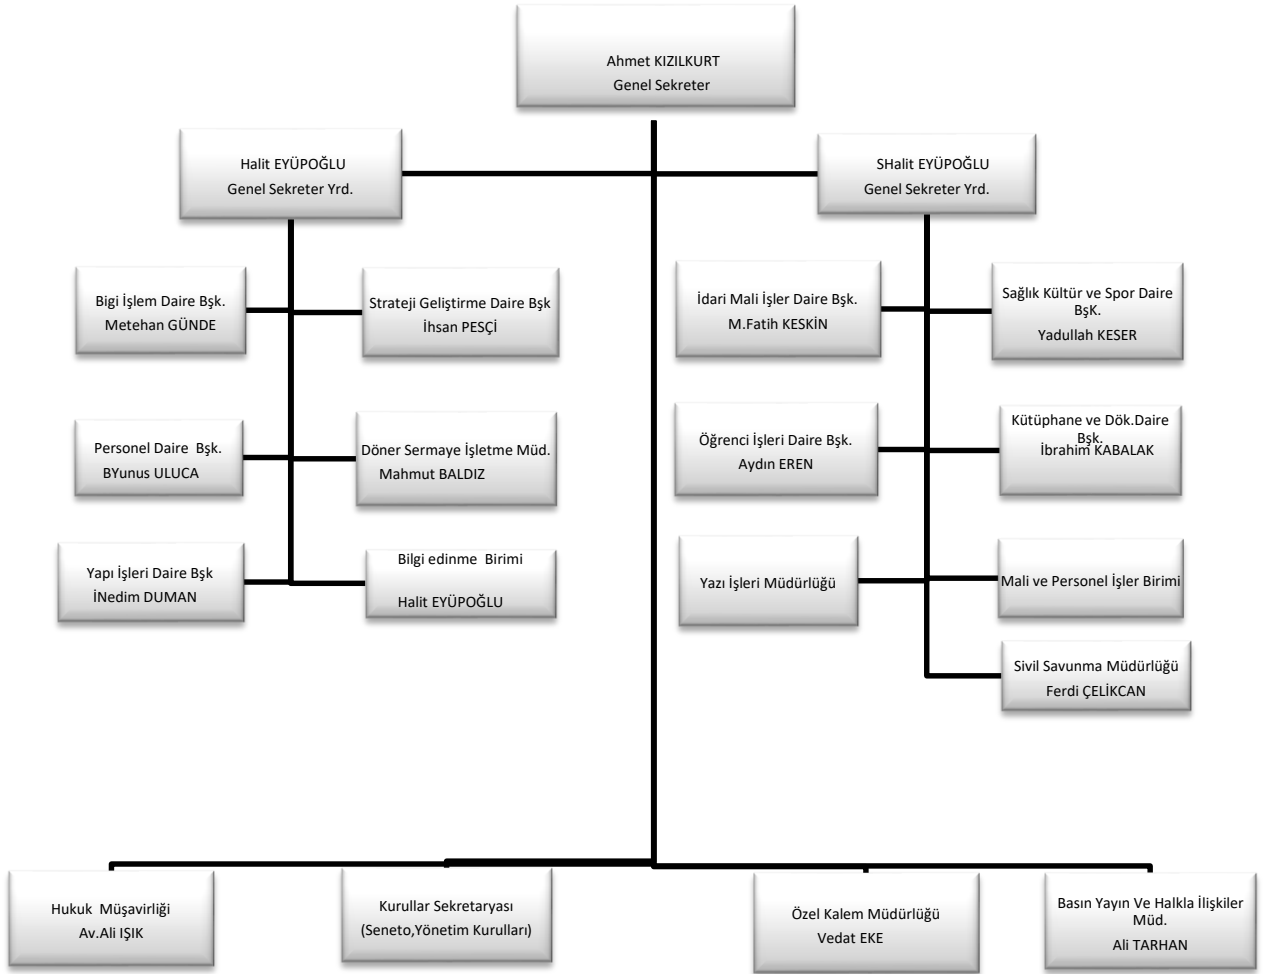 Ahmet KIZILKURT
Genel Sekreter
Halit EYÜPOĞLU
Genel Sekreter Yrd.
SHalit EYÜPOĞLU
Genel Sekreter Yrd.
Bigi İşlem Daire Bşk.
Metehan GÜNDE
Strateji Geliştirme Daire Bşk
İhsan PESÇİ
İdari Mali İşler Daire Bşk.
M.Fatih KESKİN
Sağlık Kültür ve Spor Daire
BşK.
Yadullah KESER
Personel Daire Bşk.
BYunus ULUCA
Döner Sermaye İşletme Müd.
Mahmut BALDIZ
Öğrenci İşleri Daire Bşk.
Aydın EREN
Kütüphane ve Dök.Daire
Bşk.
İbrahim KABALAK
Yapı İşleri Daire Bşk
İNedim DUMAN
Bilgi edinme Birimi
Halit EYÜPOĞLU
Yazı İşleri Müdürlüğü
Mali ve Personel İşler Birimi
Sivil Savunma Müdürlüğü
Ferdi ÇELİKCAN
Hukuk Müşavirliği
Av.Ali IŞIK
Kurullar Sekretaryası
(Seneto,Yönetim Kurulları)
Özel Kalem Müdürlüğü
Vedat EKE
Basın Yayın Ve Halkla İlişkiler
Müd.
Ali TARHAN